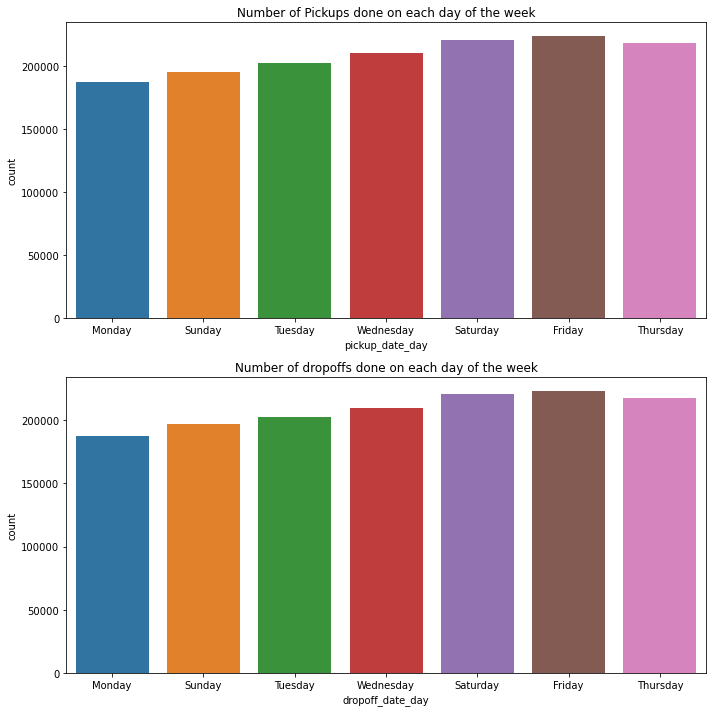 Number of Pickups done on each day of the week
200000
150000
100000
50000
0
count
Monday Sunday Tuesday Wednesday Saturday Friday Thursday
pickup_date_day
Number of dropoffs done on each day of the week
200000
150000
100000
50000
0
count
Monday Sunday Tuesday Wednesday Saturday Friday Thursday
dropoff_date_day